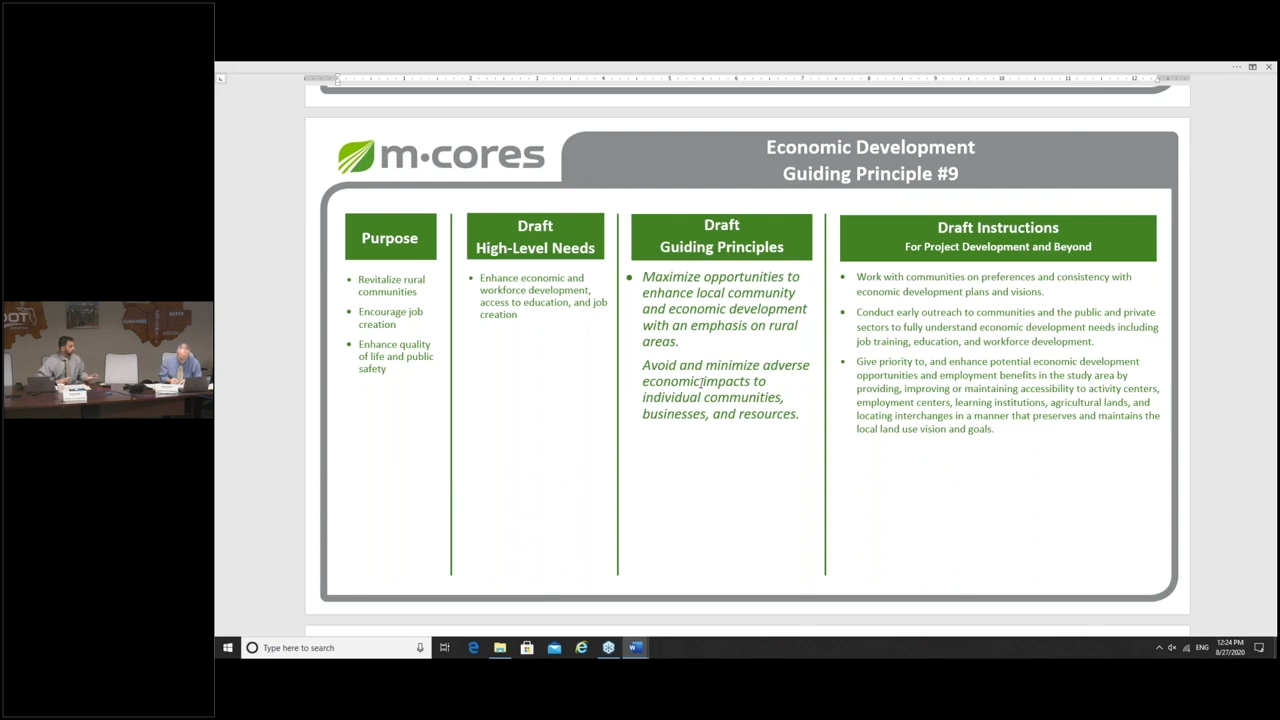 m·cores
Economic Development
Guiding Principle #9
Purpose
• Revitalize rural
communities
• Encourage job
creation
• Enhance quality
of life and public
safety
Draft
High-Level Needs
• Enhance economic and
workforce development,
access to education, and job
creation
Draft
Guiding Principles
• Maximize opportunities to
enhance local community
and economic development
with an emphasis on rural
areas.
Avoid and minimize adverse
economic impacts to
individual communities,
businesses, and resources.
Draft Instructions
For Project Development and Beyond
• Work with communities on preferences and consistency with
economic development plans and visions.
• Conduct early outreach to communities and the public and private
sectors to fully understand economic development needs including
job training, education, and workforce development.
• Give priority to, and enhance potential economic development
opportunities and employment benefits in the study area by
providing, improving or maintaining accessibility to activity centers,
employment centers, learning institutions, agricultural lands, and
locating interchanges in a manner that preserves and maintains the
local land use vision and goals.
Type here to search
ENG
12:24 PM
8/27/2020